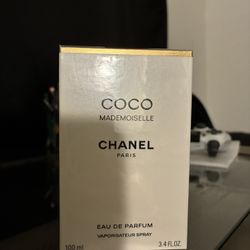 COCO
MADEMOISELLE
CHANEL
PARIS
EAU DE PARFUM
VAPORISATEUR SPRAY
100 ml 3.4 FL.OZ.